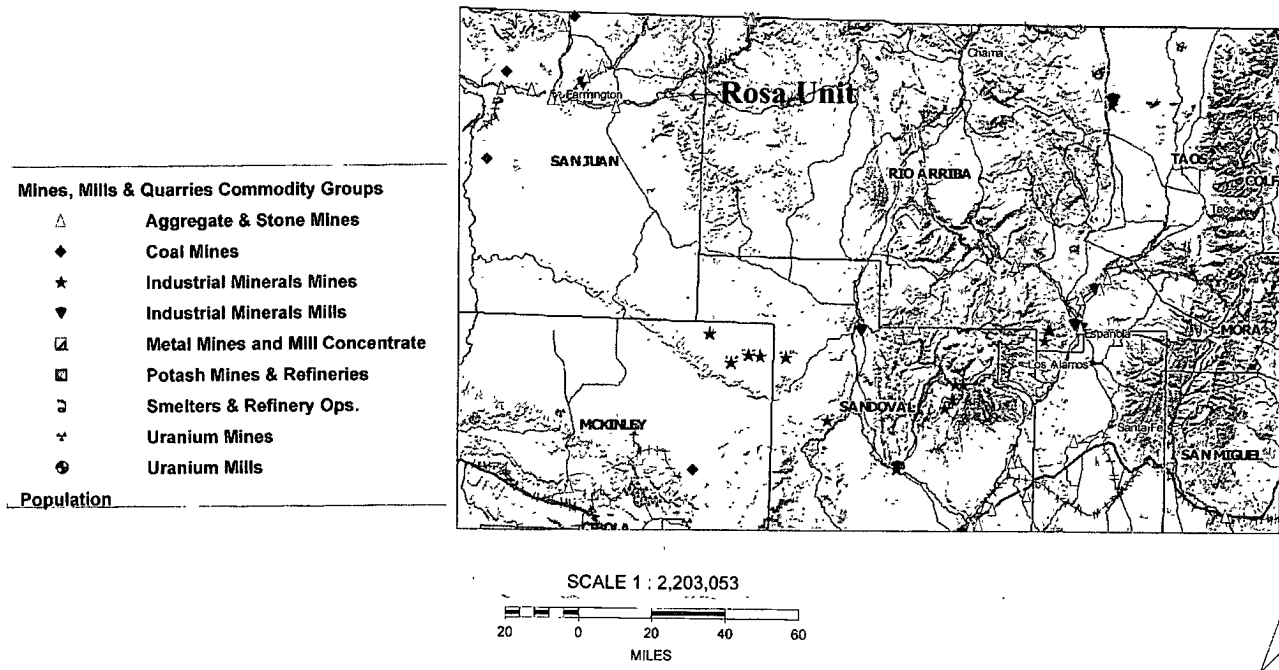 Mines, Mills & Quarries Commodity Groups
Aggregate & Stone Mines
Coal Mines
Industrial Minerals Mines
Industrial Minerals Mills
Metal Mines and Mill Concentrate
Potash Mines & Refineries
Smelters & Refinery Ops.
Uranium Mines
Uranium Mills
Population
Chama
Farmington
Rosa Unit
SAN JUAN
RIO ARRIBA
TAOS
COLF
Taos
Espanola
MORA
Los Alamos
SANDOVAL
MCKINLEY
Santa Fe
SAN MIGUEL
CIBOLA
SCALE 1 : 2,203,053
20 0 20 40 60
MILES